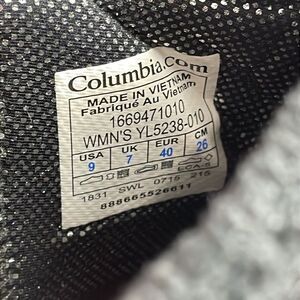 Columbia.com
MADE IN VIETNAM
Fabriqué Au Vietnam
1669471010
WMN'S YL5238-010
USA UK EUR CM
9 7 40 26
1831 SWL 0715 215
888665526611